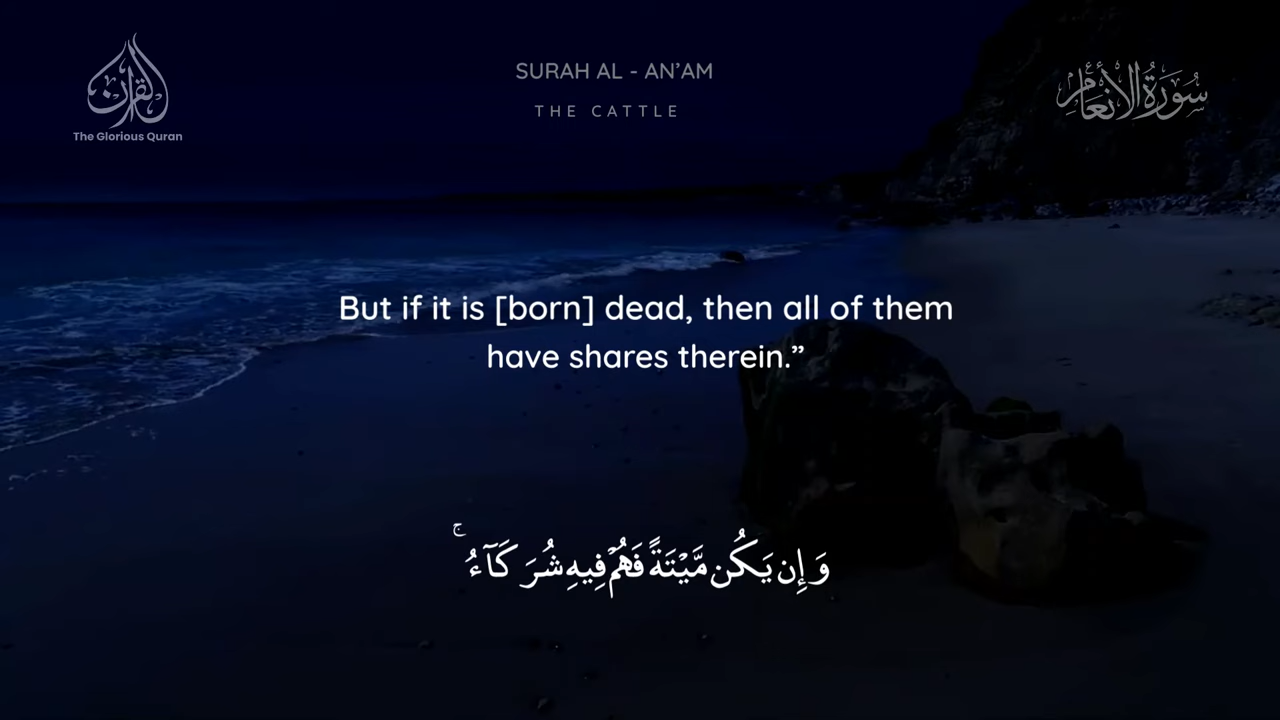 القرآن
The Glorious Quran
SURAH AL - AN’AM
THE CATTLE
سُورَةُ الأَنْعَام
But if it is [born] dead, then all of them
have shares therein.”
وَإِن يَكُن مَّيْتَةً فَهُمْ فِيهِ شُرَكَآءُ ۚ